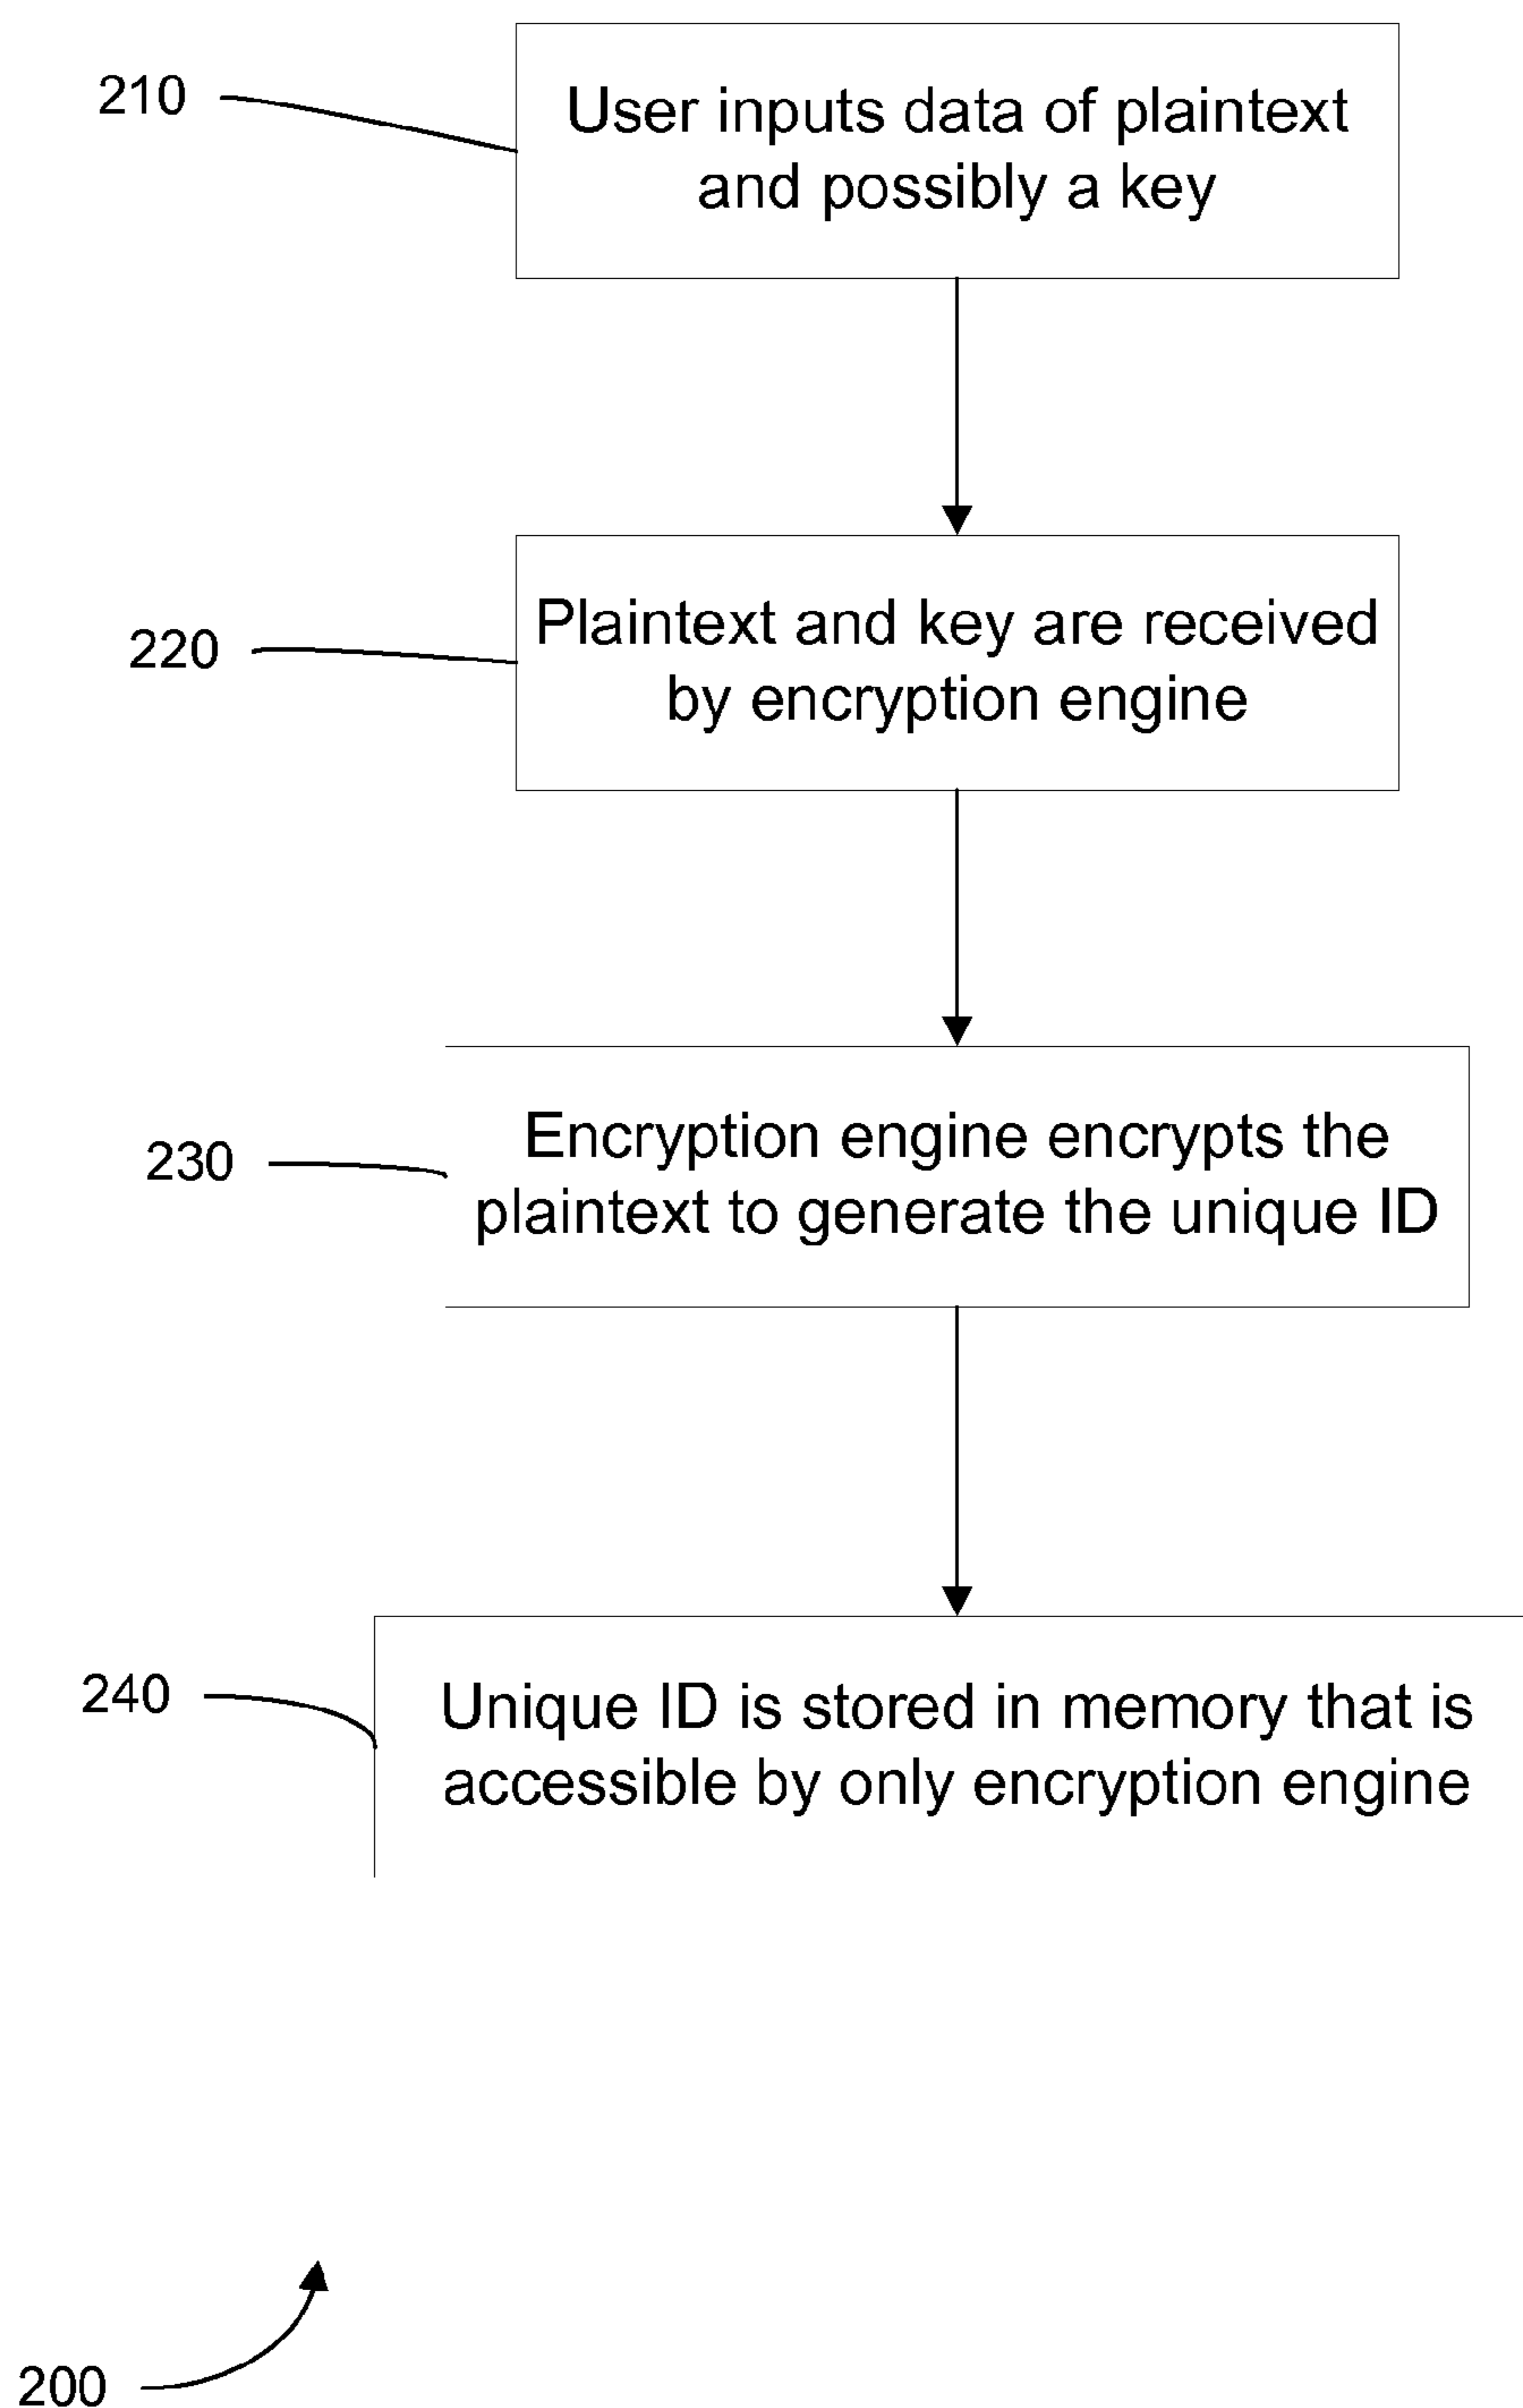 210
User inputs data of plaintext
and possibly a key
220
Plaintext and key are received
by encryption engine
230
Encryption engine encrypts the
plaintext to generate the unique ID
240
Unique ID is stored in memory that is
accessible by only encryption engine
200